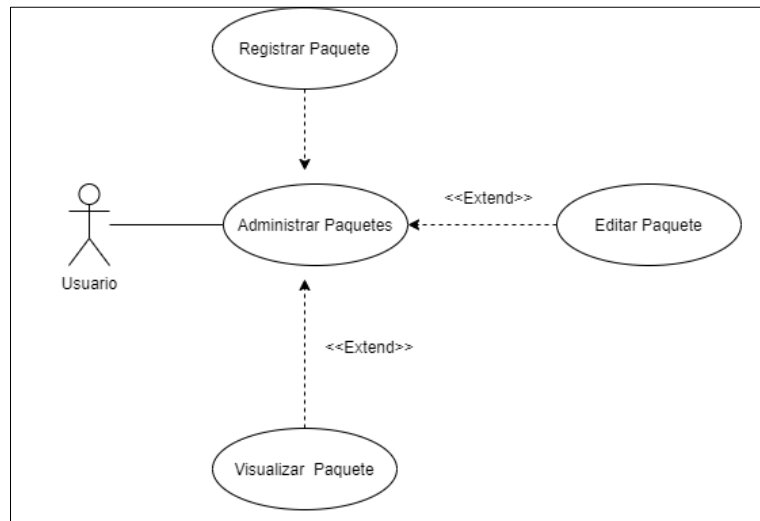 Registrar Paquete
<<Extend>>
Administrar Paquetes
Editar Paquete
Usuario
<<Extend>>
Visualizar Paquete